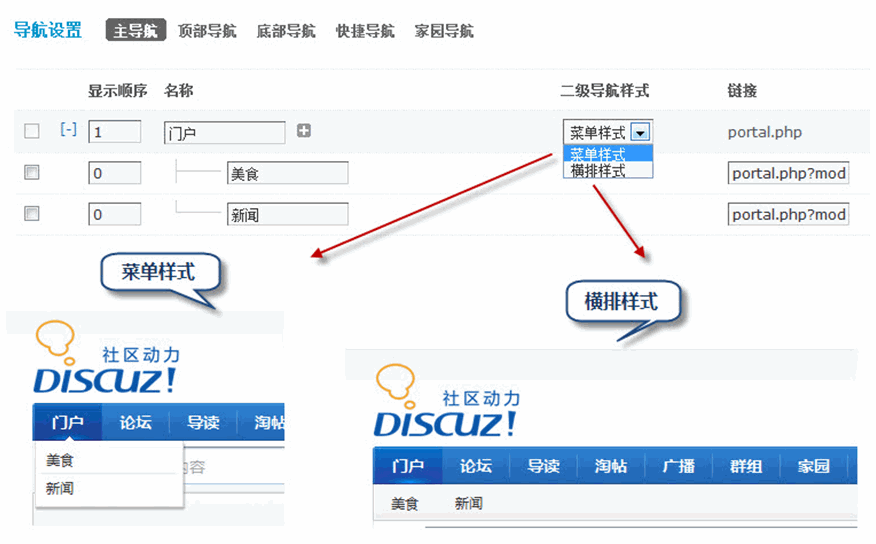 导航设置 主导航 顶部导航 底部导航 快捷导航 家园导航
显示顺序 名称 二级导航样式 链接
[-] 1 门户 菜单样式 portal.php
菜单样式
横排样式
0 美食 portal.php?mod
0 新闻 portal.php?mod
菜单样式
横排样式
社区动力
DISCUZ!
门户 论坛 导读 淘帖
美食 内容
新闻
社区动力
DISCUZ!
门户 论坛 导读 淘帖 广播 群组 家园
美食 新闻